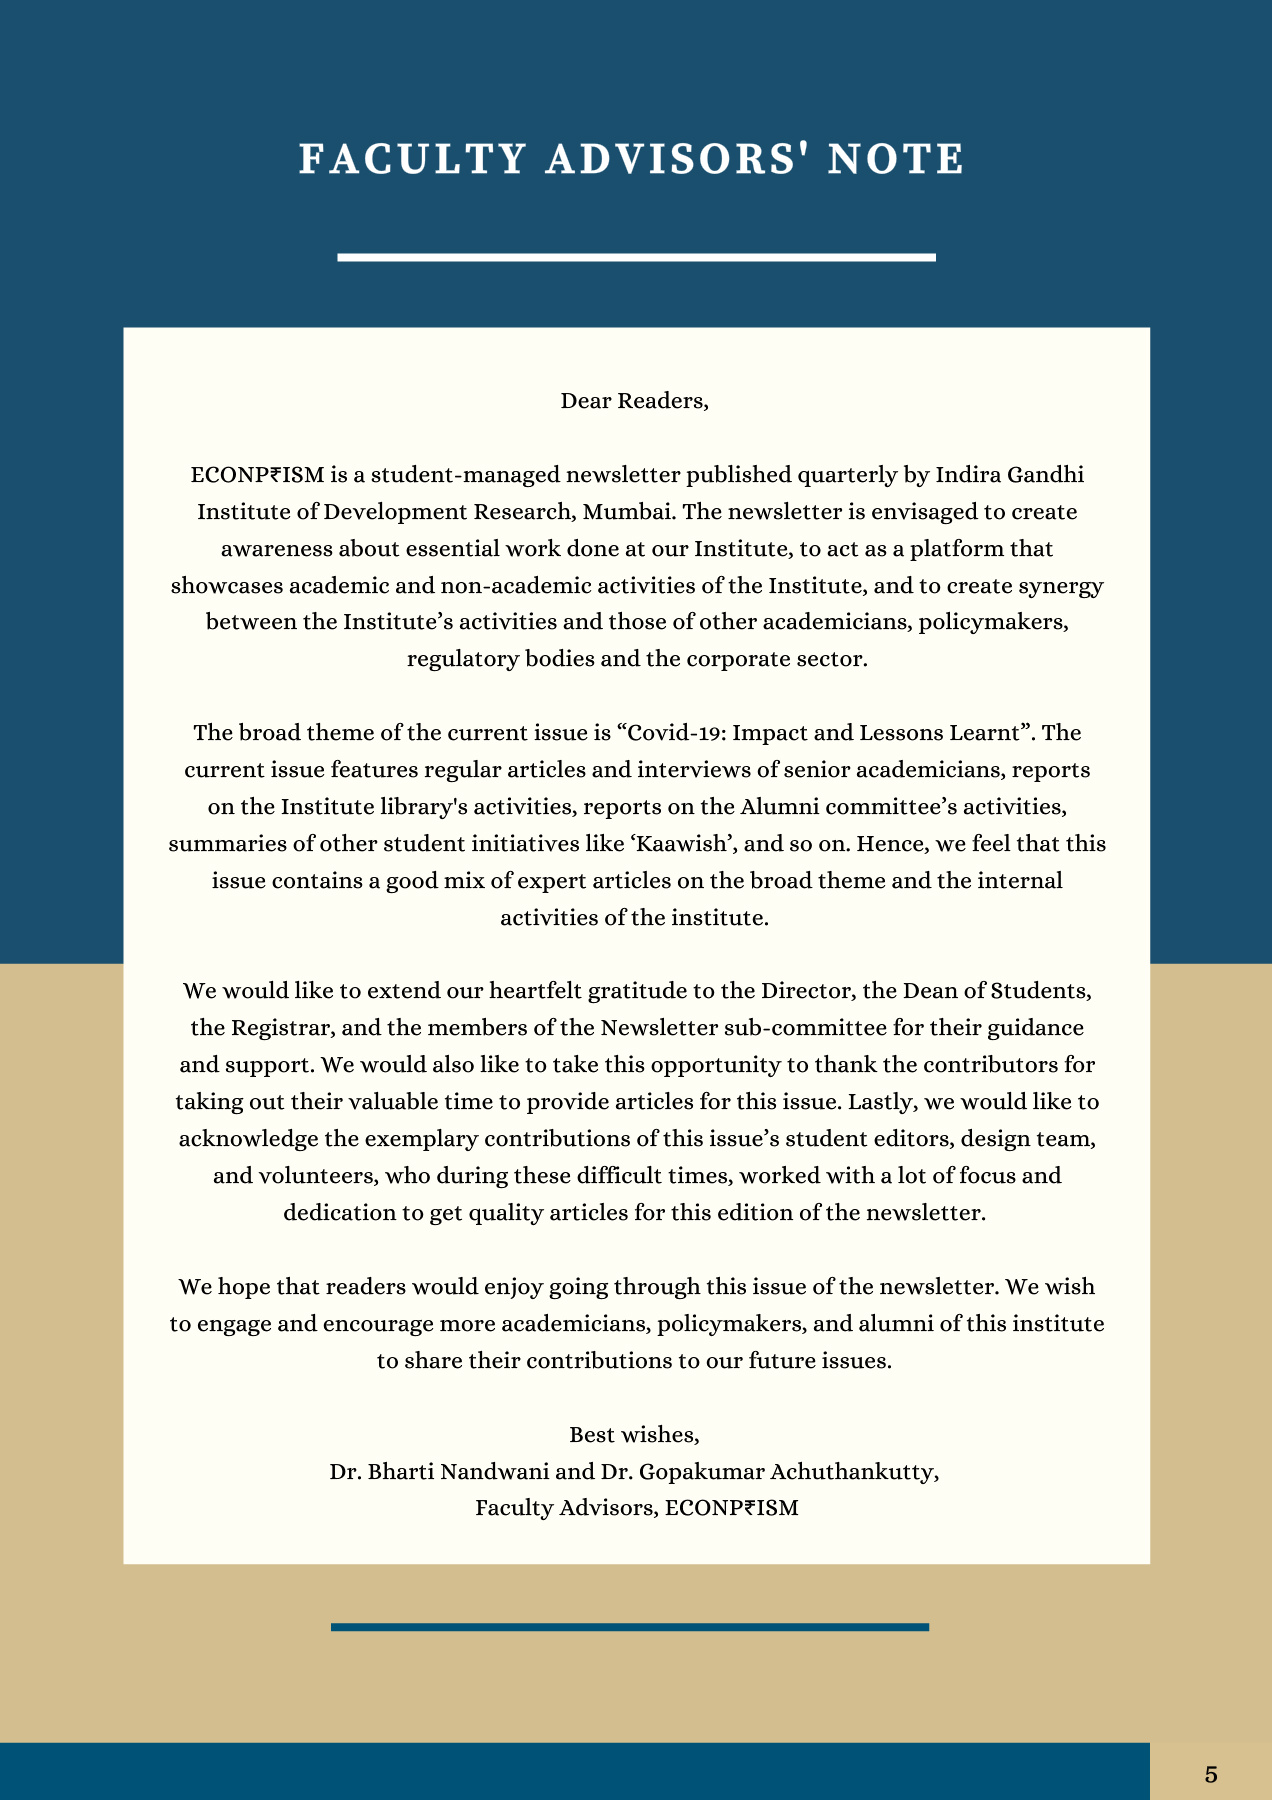 FACULTY ADVISORS' NOTE
Dear Readers,
ECONP₹ISM is a student-managed newsletter published quarterly by Indira Gandhi
Institute of Development Research, Mumbai. The newsletter is envisaged to create
awareness about essential work done at our Institute, to act as a platform that
showcases academic and non-academic activities of the Institute, and to create synergy
between the Institute’s activities and those of other academicians, policymakers,
regulatory bodies and the corporate sector.
The broad theme of the current issue is “Covid-19: Impact and Lessons Learnt”. The
current issue features regular articles and interviews of senior academicians, reports
on the Institute library's activities, reports on the Alumni committee’s activities,
summaries of other student initiatives like ‘Kaawish’, and so on. Hence, we feel that this
issue contains a good mix of expert articles on the broad theme and the internal
activities of the institute.
We would like to extend our heartfelt gratitude to the Director, the Dean of Students,
the Registrar, and the members of the Newsletter sub-committee for their guidance
and support. We would also like to take this opportunity to thank the contributors for
taking out their valuable time to provide articles for this issue. Lastly, we would like to
acknowledge the exemplary contributions of this issue’s student editors, design team,
and volunteers, who during these difficult times, worked with a lot of focus and
dedication to get quality articles for this edition of the newsletter.
We hope that readers would enjoy going through this issue of the newsletter. We wish
to engage and encourage more academicians, policymakers, and alumni of this institute
to share their contributions to our future issues.
Best wishes,
Dr. Bharti Nandwani and Dr. Gopakumar Achuthankutty,
Faculty Advisors, ECONP₹ISM
5